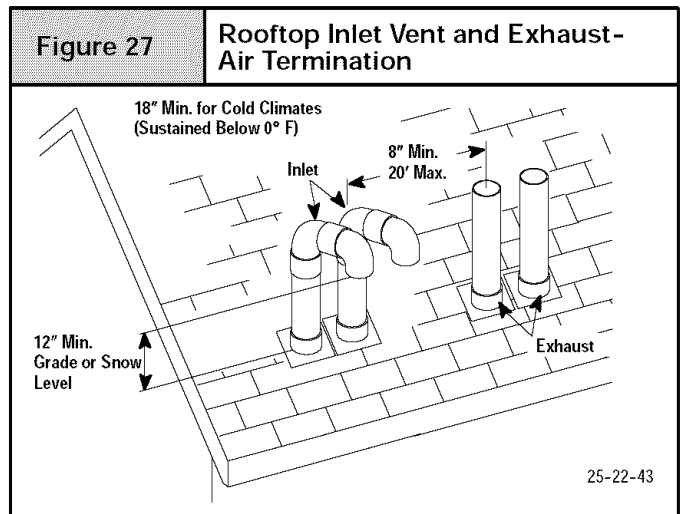 Figure 27
Rooftop Inlet Vent and Exhaust-
Air Termination
18" Min. for Cold Climates
(Sustained Below 0° F)
Inlet
8" Min.
20' Max.
12" Min.
Grade or Snow
Level
Exhaust
25-22-43